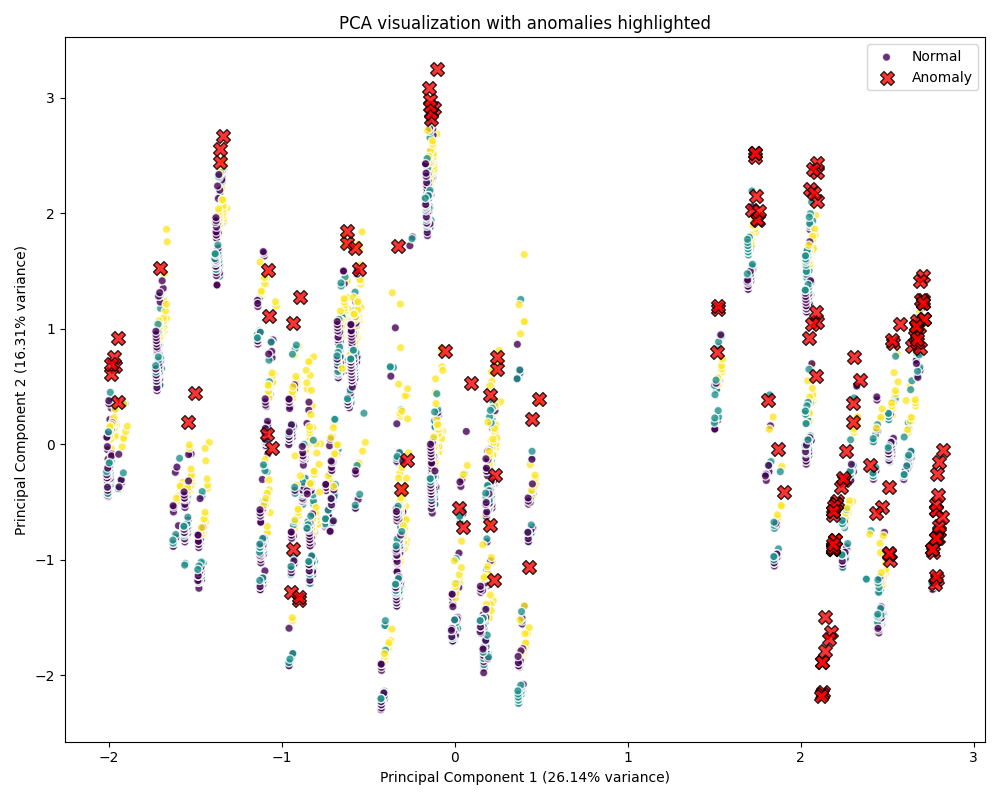 PCA visualization with anomalies highlighted
Normal
Anomaly
3
2
1
0
−1
−2
Principal Component 2 (16.31% variance)
−2
−1
0
1
2
3
Principal Component 1 (26.14% variance)